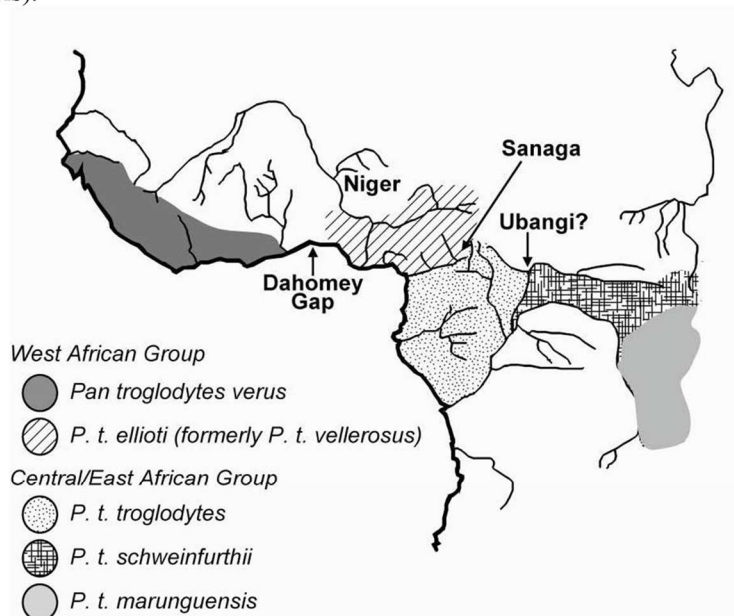 Sanaga
Niger
Ubangi?
Dahomey
Gap
West African Group
Pan troglodytes verus
P. t. ellioti (formerly P. t. vellerosus)
Central/East African Group
P. t. troglodytes
P. t. schweinfurthii
P. t. marunguensis